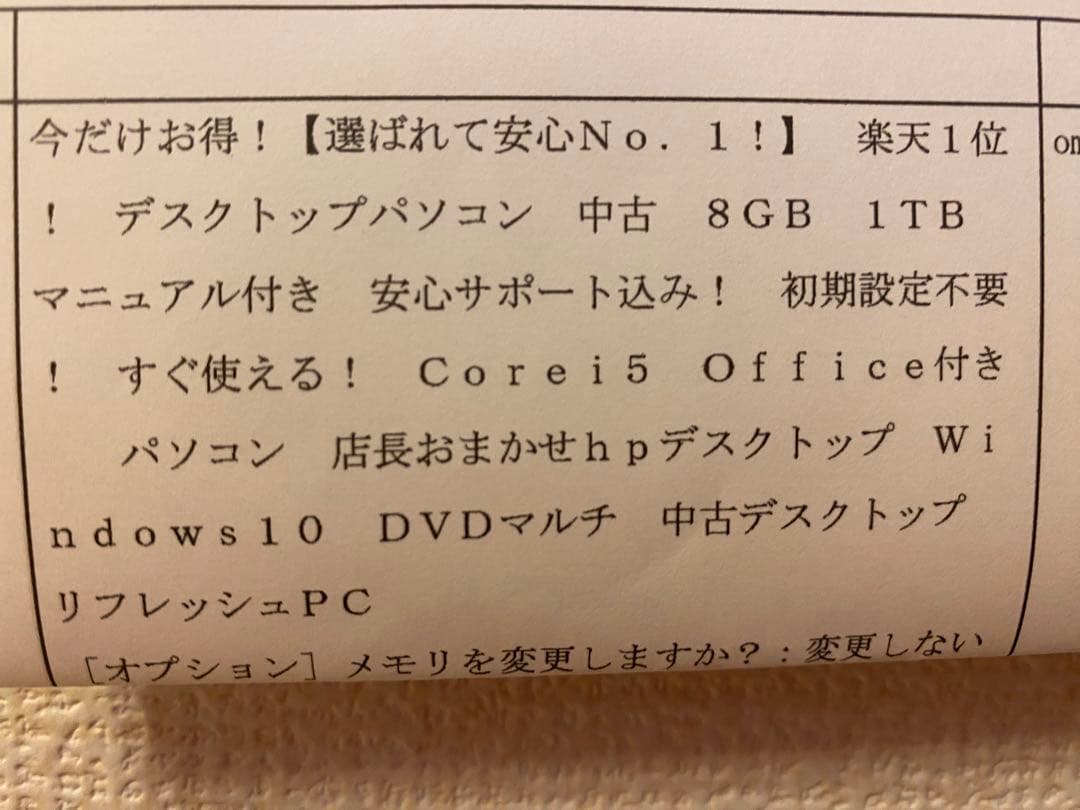 今だけお得！【選ばれて安心Ｎｏ．１！】　楽天１位
！　デスクトップパソコン　中古　８ＧＢ　１ＴＢ
マニュアル付き　安心サポート込み！　初期設定不要
！　すぐ使える！　Ｃｏｒｅｉ５　Ｏｆｆｉｃｅ付き
　パソコン　店長おまかせｈｐデスクトップ　Ｗｉ
ｎｄｏｗｓ１０　ＤＶＤマルチ　中古デスクトップ
リフレッシュＰＣ
［オプション］メモリを変更しますか？：変更しない